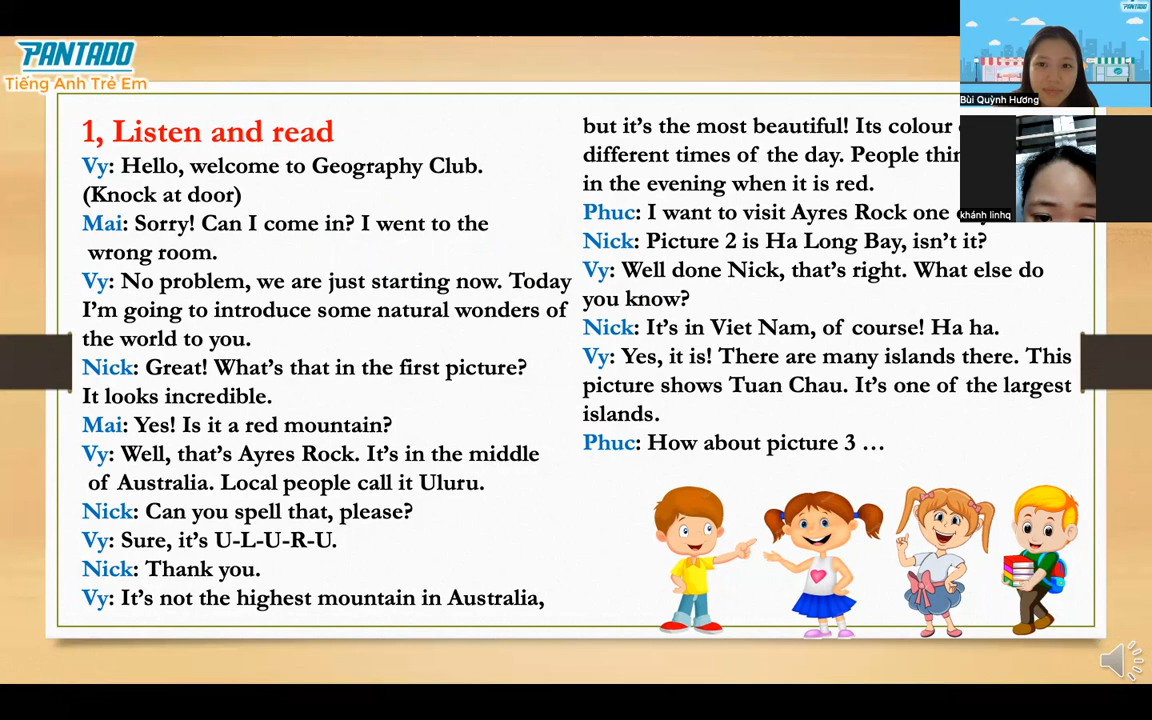 PANTADO
Tiếng Anh Trẻ Em
1, Listen and read
Vy: Hello, welcome to Geography Club.
(Knock at door)
Mai: Sorry! Can I come in? I went to the
wrong room.
Vy: No problem, we are just starting now. Today
I'm going to introduce some natural wonders of
the world to you.
Nick: Great! What's that in the first picture?
It looks incredible.
Mai: Yes! Is it a red mountain?
Vy: Well, that's Ayres Rock. It's in the middle
of Australia. Local people call it Uluru.
Nick: Can you spell that, please?
Vy: Sure, it's U-L-U-R-U.
Nick: Thank you.
Vy: It's not the highest mountain in Australia,
but it's the most beautiful! Its colour
different times of the day. People
in the evening when it is red.
Phuc: I want to visit Ayres Rock one
Nick: Picture 2 is Ha Long Bay, isn't it?
Vy: Well done Nick, that's right. What else do
you know?
Nick: It's in Viet Nam, of course! Ha ha.
Vy: Yes, it is! There are many islands there. This
picture shows Tuan Chau. It's one of the largest
islands.
Phuc: How about picture 3 …
PANTADO
Bùi Quỳnh Hương
khánh linhq